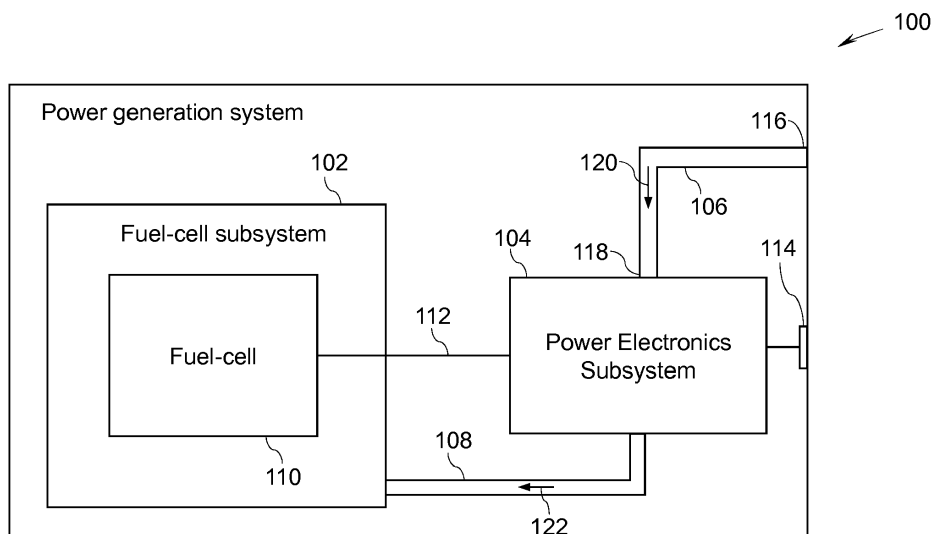 100
Power generation system
116
102
120
106
Fuel-cell subsystem
104
118
114
112
Power Electronics
Subsystem
Fuel-cell
108
110
122